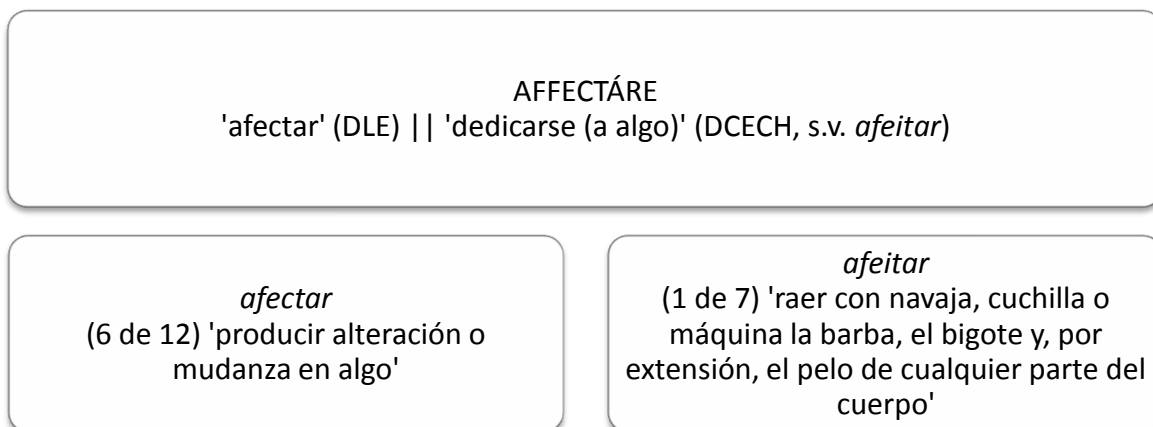 AFFECTÁRE
'afectar' (DLE) || 'dedicarse (a algo)' (DCECH, s.v. afeitar)
afectar
(6 de 12) 'producir alteración o
mudanza en algo'
afeitar
(1 de 7) 'raer con navaja, cuchilla o
máquina la barba, el bigote y, por
extensión, el pelo de cualquier parte del
cuerpo'